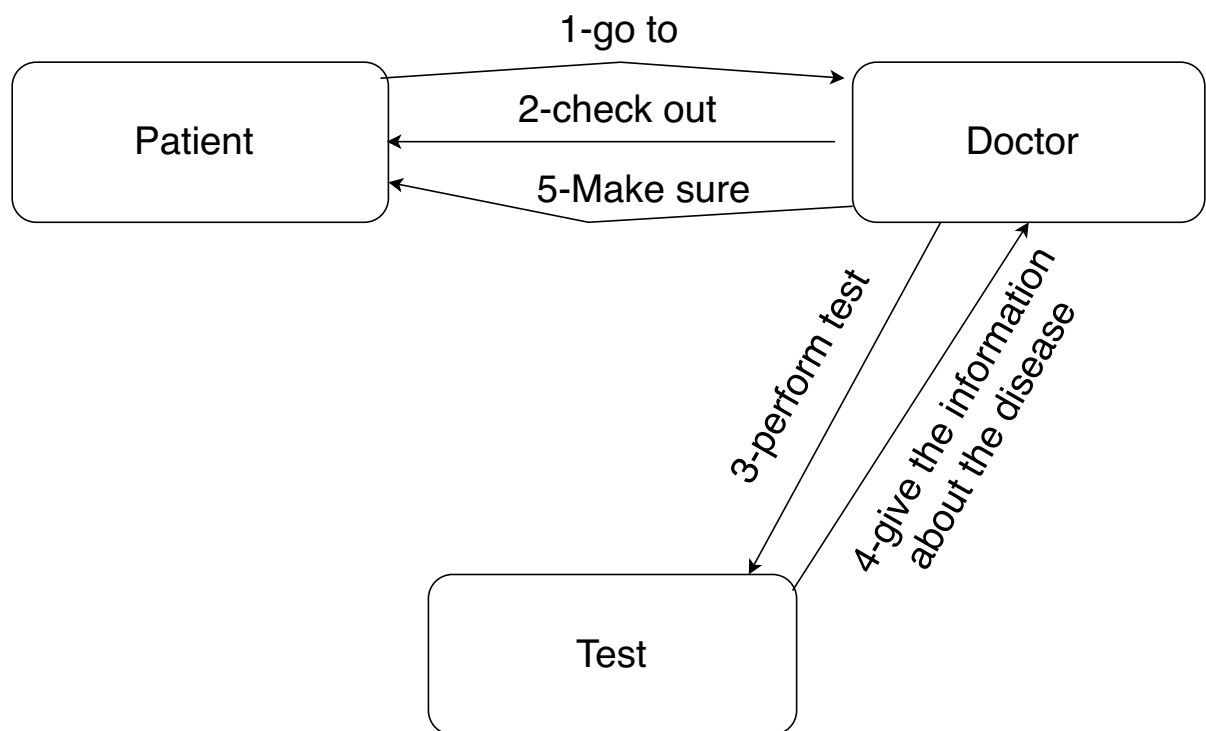 1-go to
Patient
2-check out
Doctor
5-Make sure
3-perform test
4-give the information
about the disease
Test